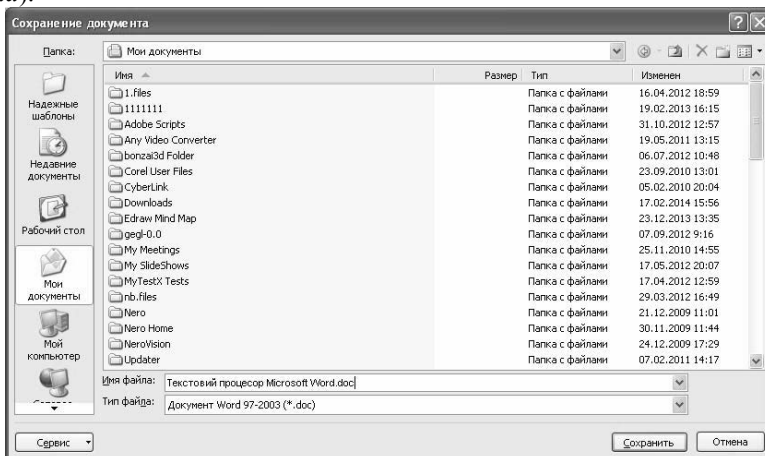 а).
Сохранение документа
Папка: Мои документы
Имя Размер Тип Изменен
Надежные шаблоны
Недавние документы
Рабочий стол
Мои документы
Мой компьютер
1.files Папка с файлами 16.04.2012 18:59
1111111 Папка с файлами 19.02.2013 16:15
Adobe Scripts Папка с файлами 31.10.2012 12:57
Any Video Converter Папка с файлами 19.05.2011 13:15
bonzai3d Folder Папка с файлами 06.07.2012 10:48
Corel User Files Папка с файлами 23.09.2010 13:01
CyberLink Папка с файлами 05.02.2010 20:04
Downloads Папка с файлами 17.02.2014 15:56
Edraw Mind Map Папка с файлами 23.12.2013 13:35
gegl-0.0 Папка с файлами 07.09.2012 9:16
My Meetings Папка с файлами 25.11.2010 14:55
My SlideShows Папка с файлами 17.05.2012 20:07
MyTestX Tests Папка с файлами 17.04.2012 12:59
nb.files Папка с файлами 29.03.2012 16:49
Nero Папка с файлами 21.12.2009 11:01
Nero Home Папка с файлами 30.11.2009 11:44
NeroVision Папка с файлами 24.12.2009 17:29
Updater Папка с файлами 07.02.2011 14:17
Имя файла: Текстовий процесор Microsoft Word.doc
Тип файла: Документ Word 97-2003 (*.doc)
Сервис Сохранить Отмена